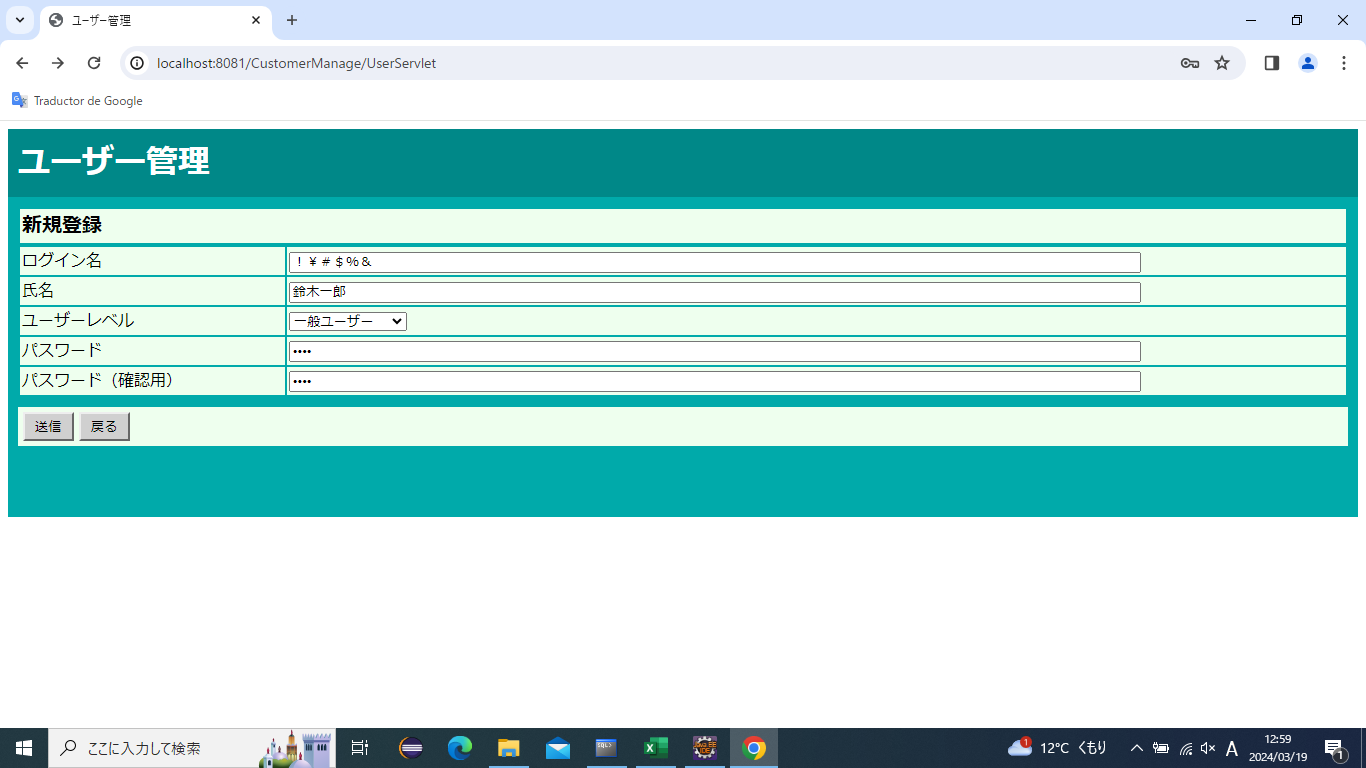 ユーザー管理
localhost:8081/CustomerManage/UserServlet
Traductor de Google
ユーザー管理
新規登録
ログイン名 ！￥＃＄％＆
氏名 鈴木一郎
ユーザーレベル 一般ユーザー
パスワード ••••
パスワード（確認用） ••••
送信 戻る
ここに入力して検索 1 12°C くもり A 12:59
2024/03/19 1